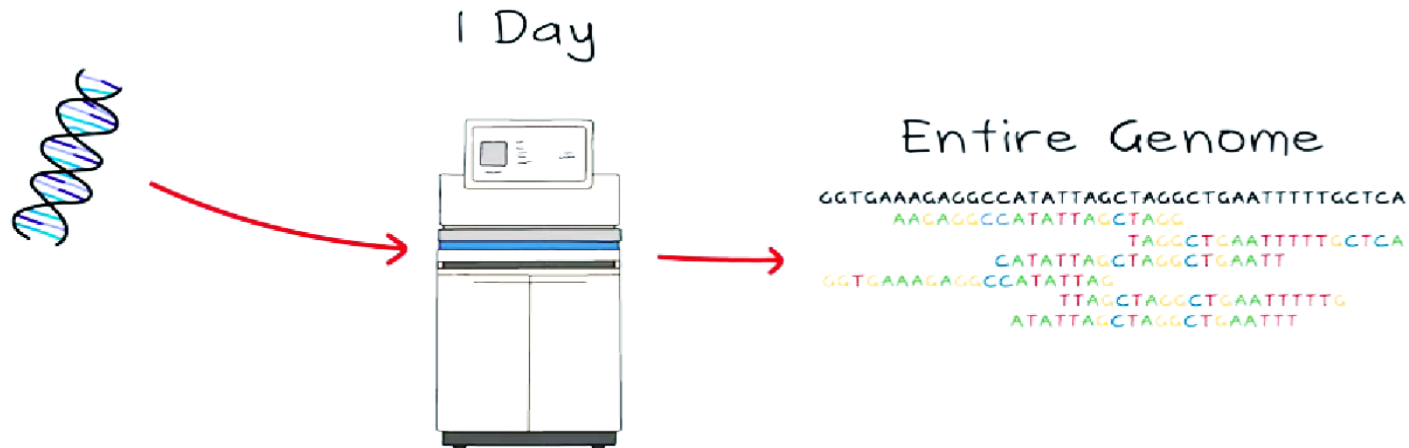 1 Day
Entire Genome
GGTGAAAGAGGCCATATTAGCTAGGCTGAATTTTTGCTCA
AAGAGGCCATATTAGCTAGG
TAGGCTGAATTTTTGCTCA
CATATTAGCTAGGCTGAATT
GGTGAAAGAGGCCATATTAG
TTAGCTAGGCTGAATTTTTG
ATATTAGCTAGGCTGAATTT